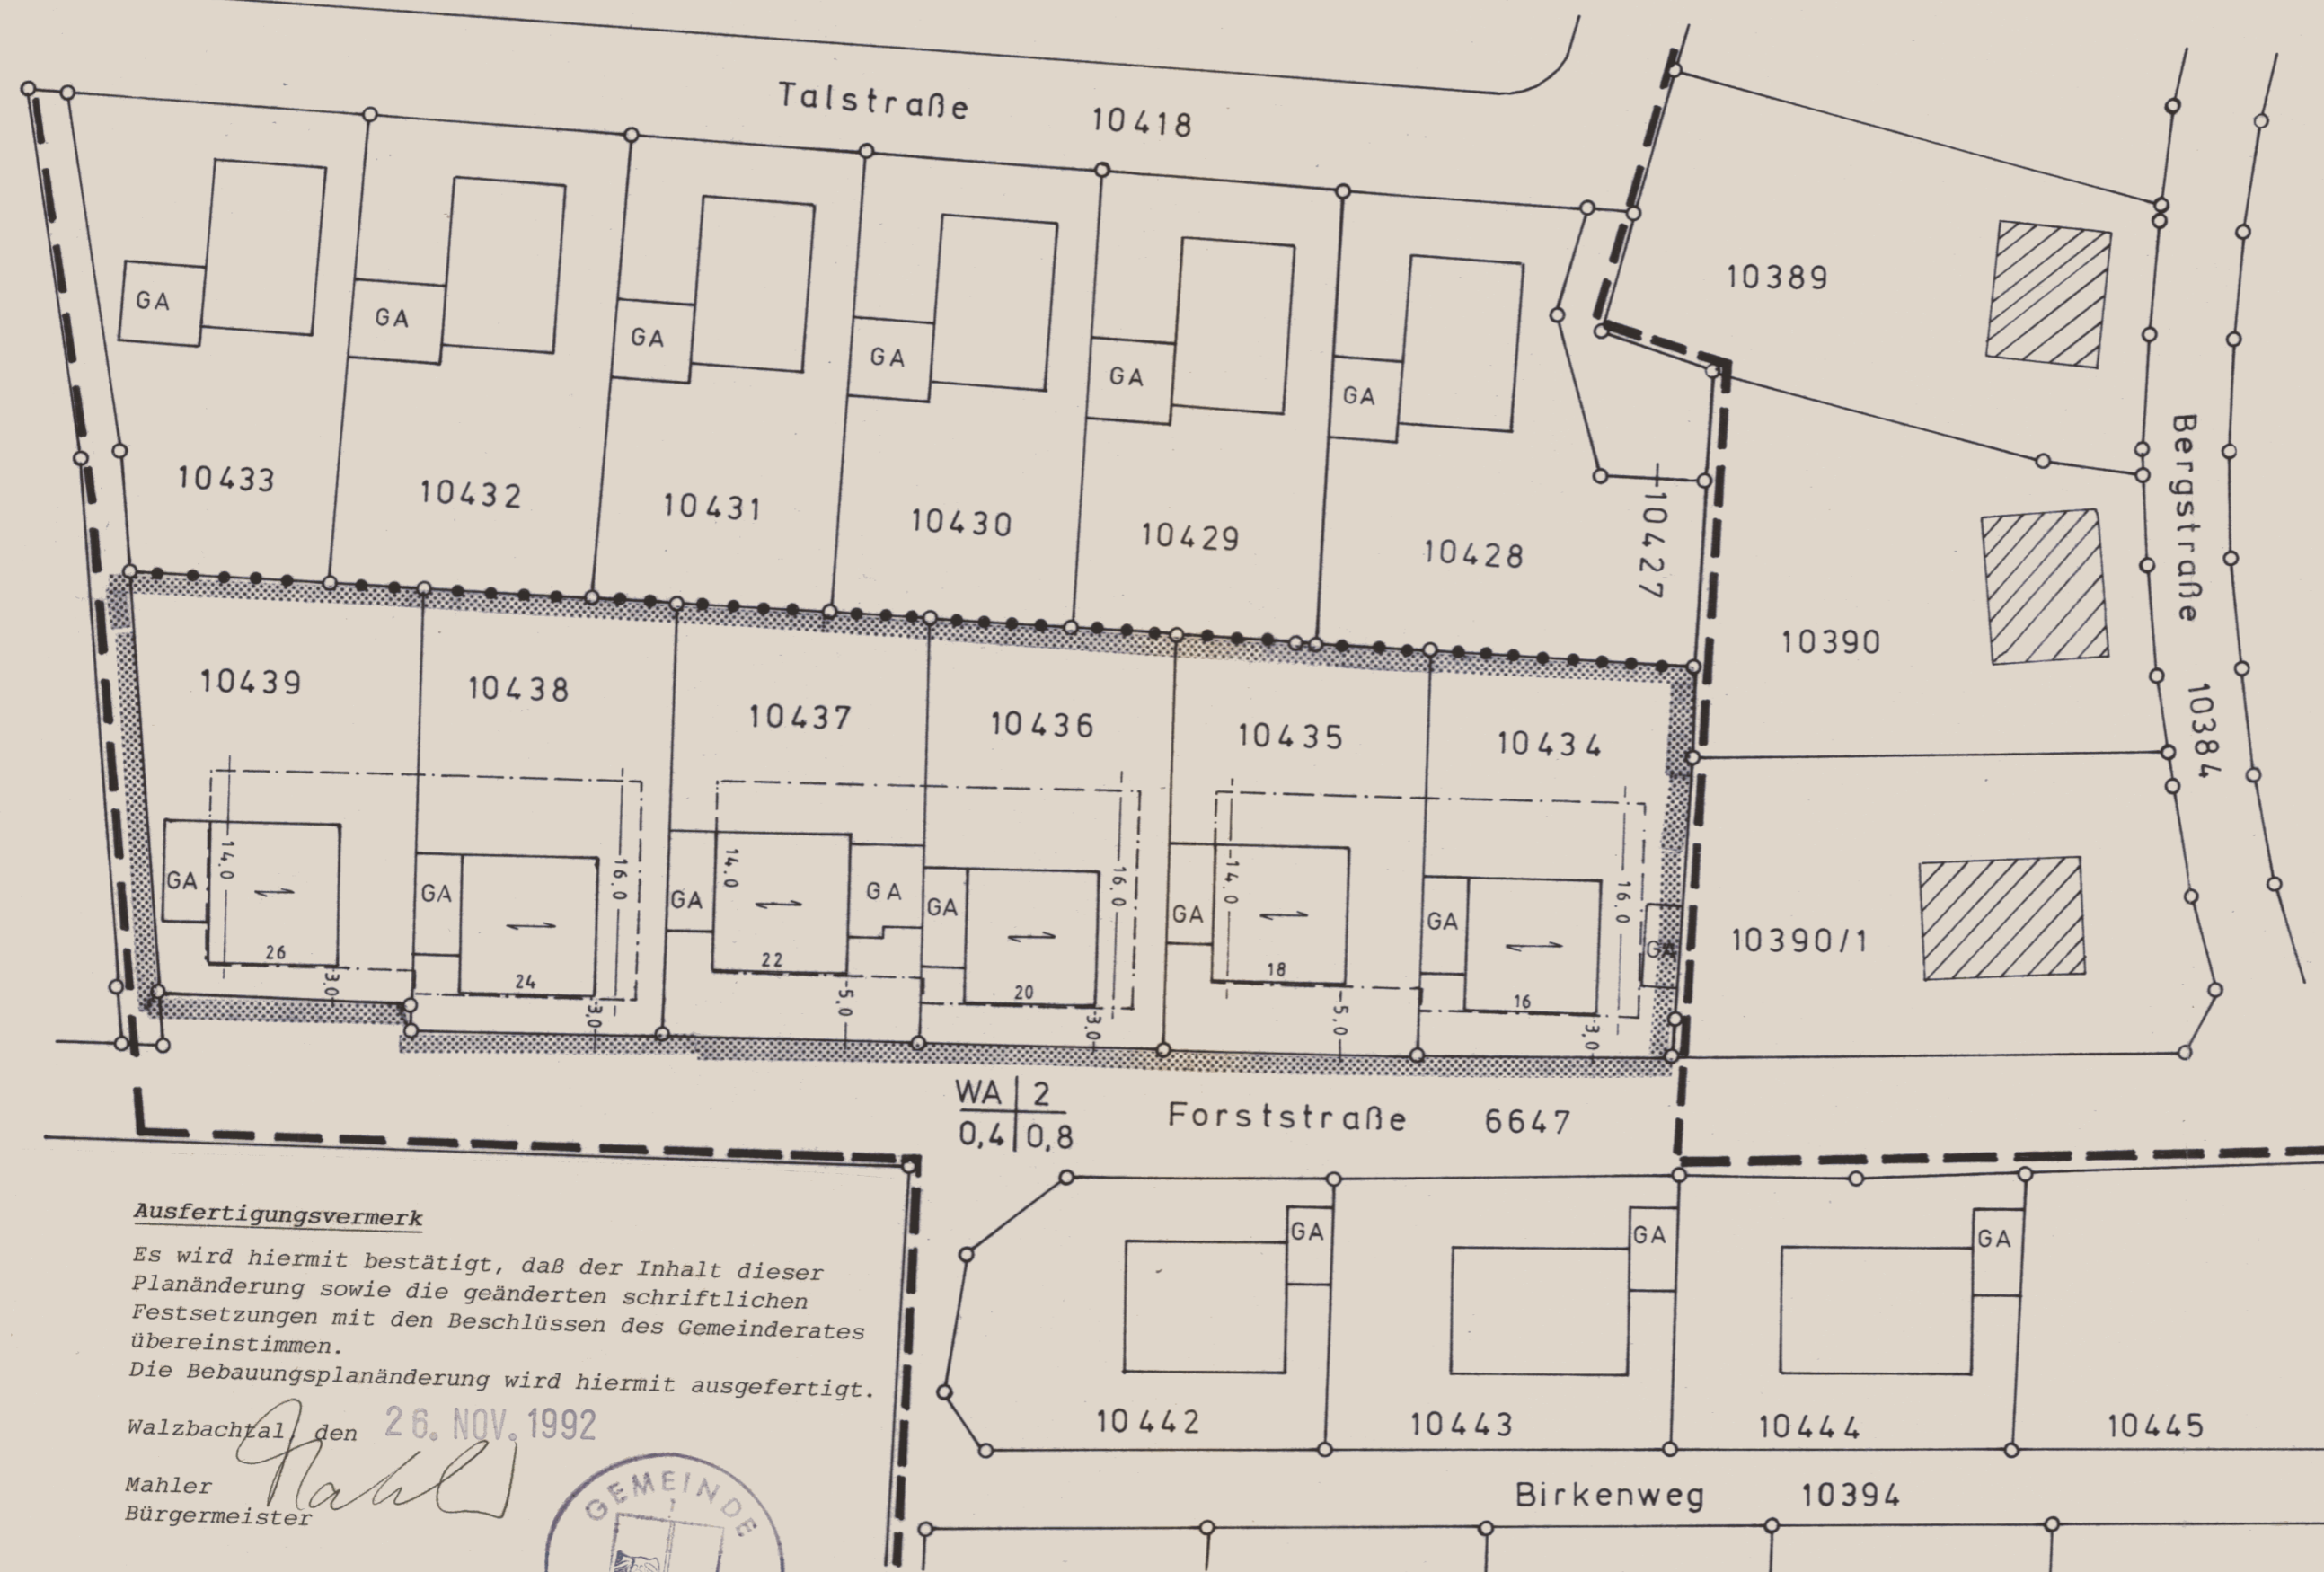 Talstraße 10418
10389
GA
GA
GA
GA
GA
GA
10433
10432
10431
10430
10429
10428
10427
Bergstraße 10384
10390
10439
10438
10437
10436
10435
10434
GA 14.0 26 3,0
GA 24 16.0 3,0
GA 14.0 22 GA 5,0
GA 20 16.0 3,0
GA 14.0 18 5,0
GA 16 16.0 3,0 GA
10390/1
WA 2
0,4 0,8
Forststraße 6647
GA
GA
GA
10442
10443
10444
10445
Birkenweg 10394
Ausfertigungsvermerk
Es wird hiermit bestätigt, daß der Inhalt dieser
Planänderung sowie die geänderten schriftlichen
Festsetzungen mit den Beschlüssen des Gemeinderates
übereinstimmen.
Die Bebauungsplanänderung wird hiermit ausgefertigt.
Walzbachtal, den 26. NOV. 1992
Mahler
Bürgermeister
GEMEINDE